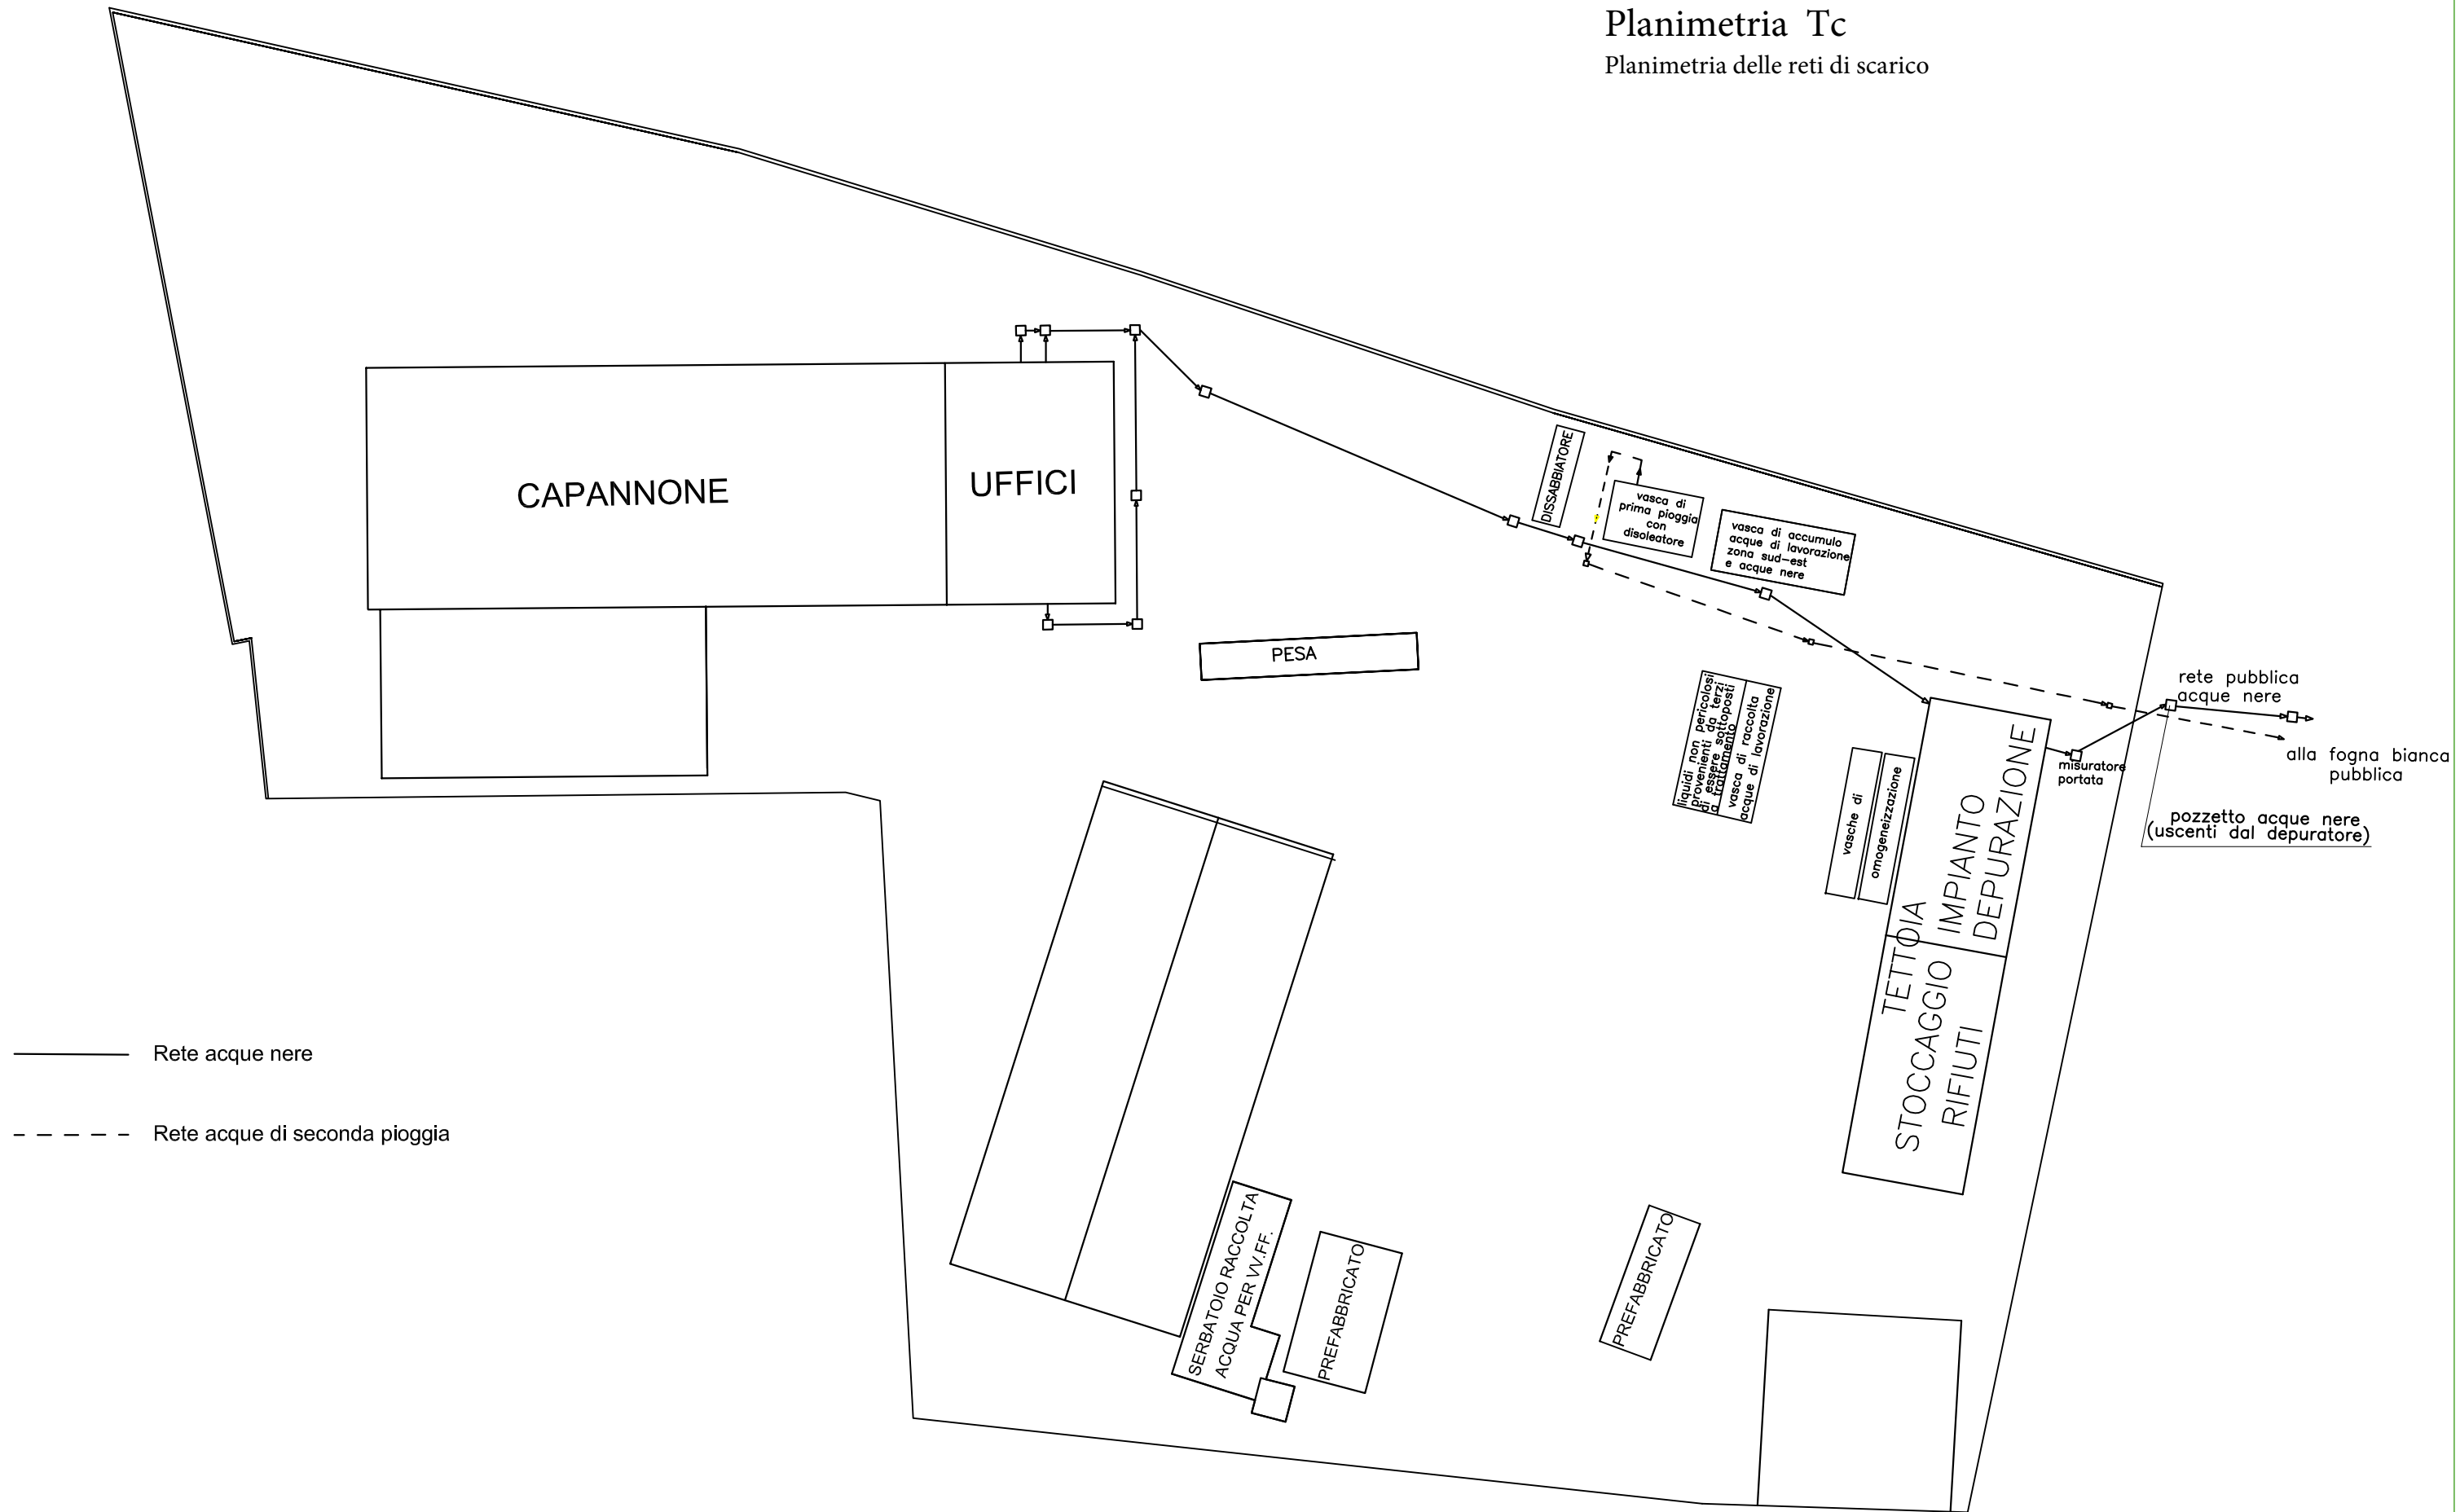 Planimetria Tc
Planimetria delle reti di scarico
CAPANNONE
UFFICI
DISSABBIATORE
vasca di
prima pioggia
con
disoleatore
vasca di accumulo
acque di lavorazione
zona sud-est
e acque nere
PESA
liquidi non pericolosi
provenienti da terzi
di essere sottoposti
a trattamento
vasca di raccolta
acque di lavorazione
rete pubblica
acque nere
alla fogna bianca
pubblica
misuratore
portata
pozzetto acque nere
(uscenti dal depuratore)
vasche di
omogeneizzazione
IMPIANTO
DEPURAZIONE
TETTOIA
STOCCAGGIO
RIFIUTI
Rete acque nere
Rete acque di seconda pioggia
SERBATOIO RACCOLTA
ACQUA PER VV.FF.
PREFABBRICATO
PREFABBRICATO